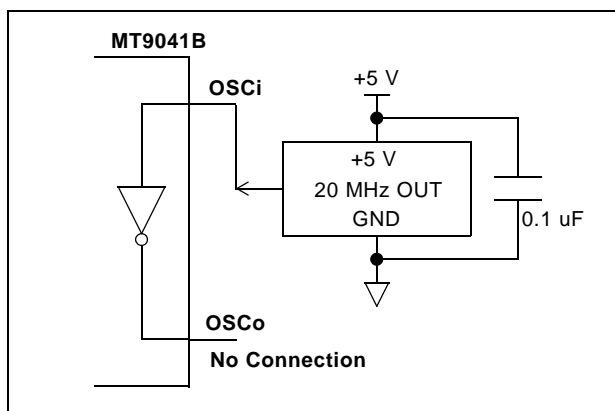 MT9041B
OSCi
+5 V
+5 V
20 MHz OUT
GND
0.1 uF
OSCo
No Connection